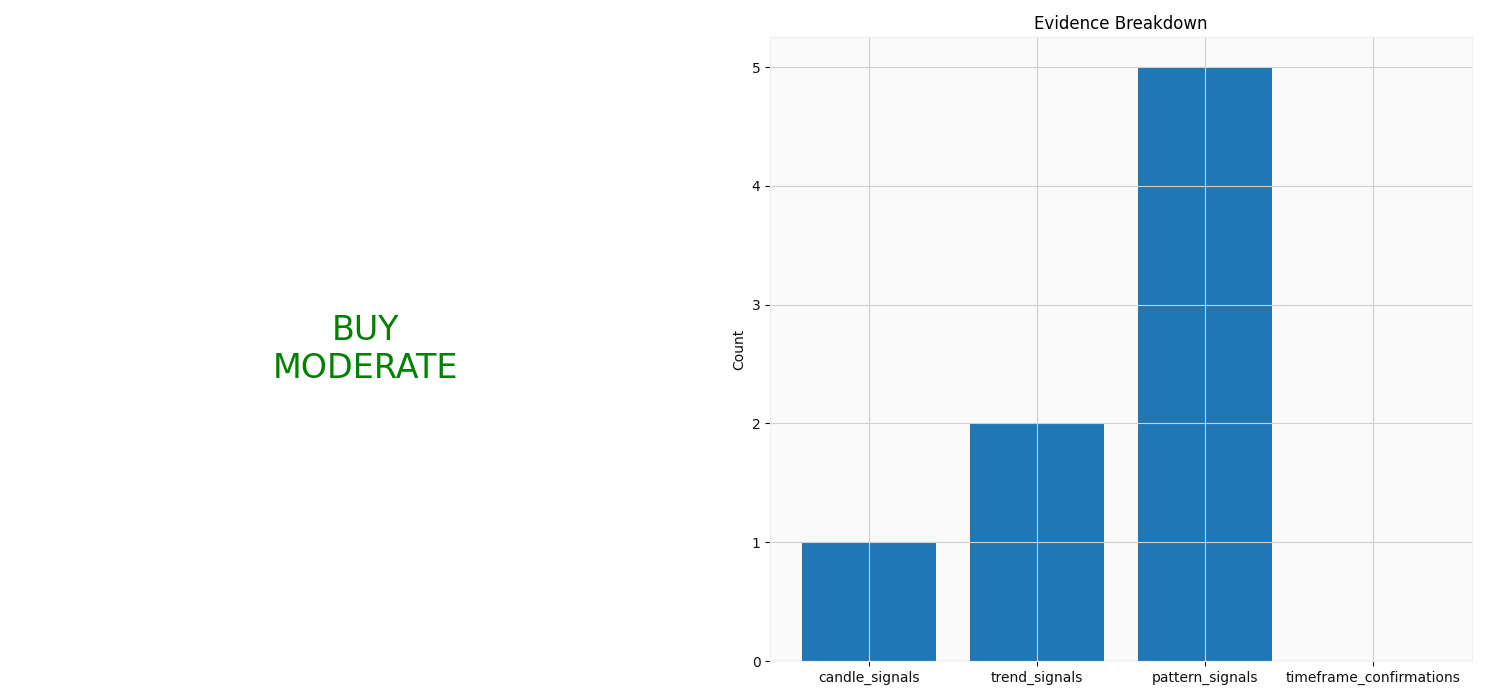 BUY
MODERATE
Evidence Breakdown
Count
5
4
3
2
1
0
candle_signals
trend_signals
pattern_signals
timeframe_confirmations